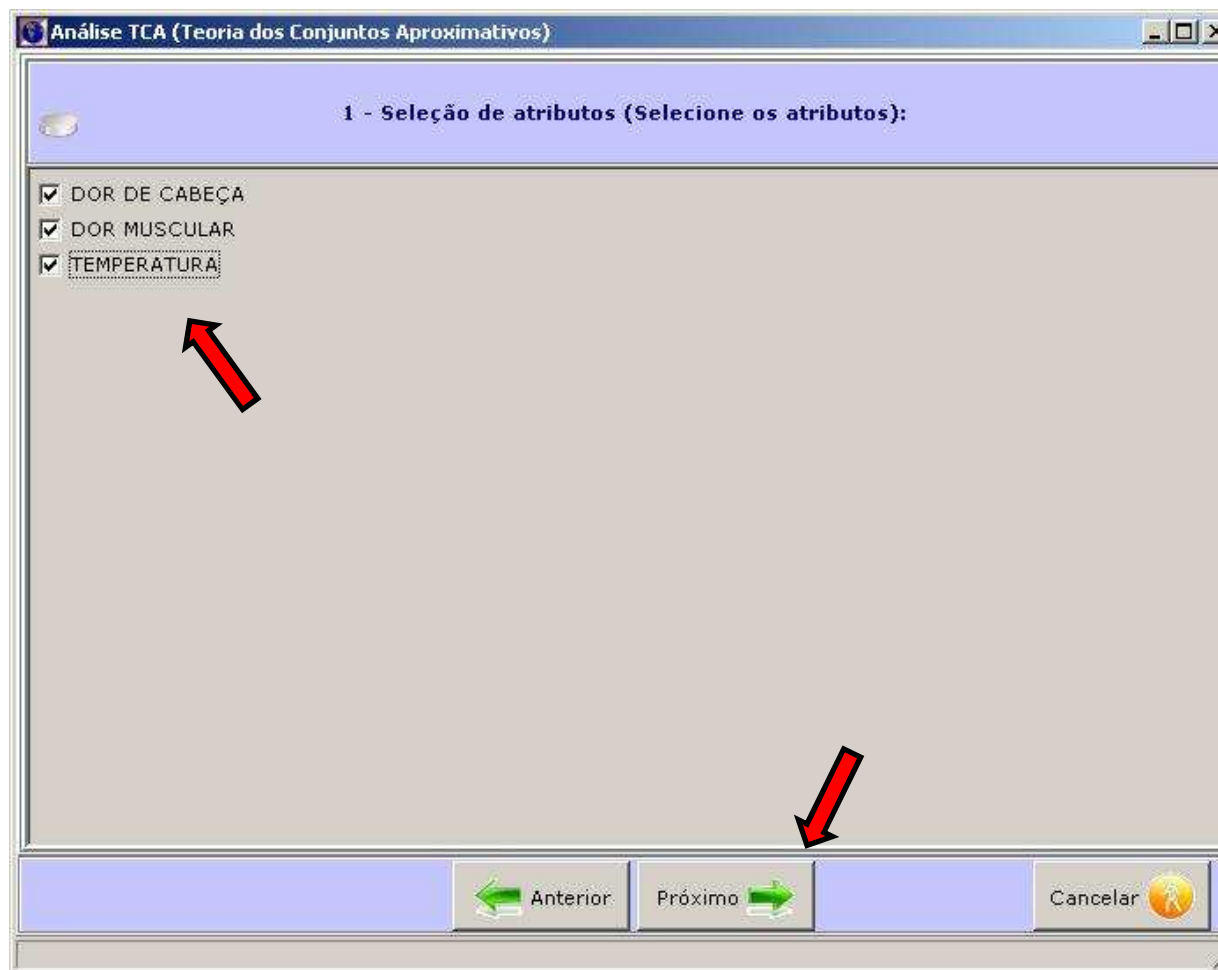 Análise TCA (Teoria dos Conjuntos Aproximativos)
1 - Seleção de atributos (Selecione os atributos):
DOR DE CABEÇA
DOR MUSCULAR
TEMPERATURA
Anterior
Próximo
Cancelar